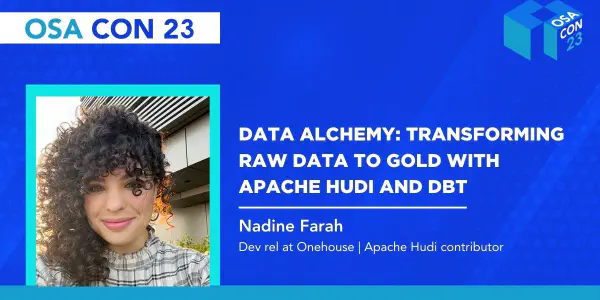 OSA CON 23
OSA
CON
23
DATA ALCHEMY: TRANSFORMING
RAW DATA TO GOLD WITH
APACHE HUDI AND DBT
Nadine Farah
Dev rel at Onehouse | Apache Hudi contributor